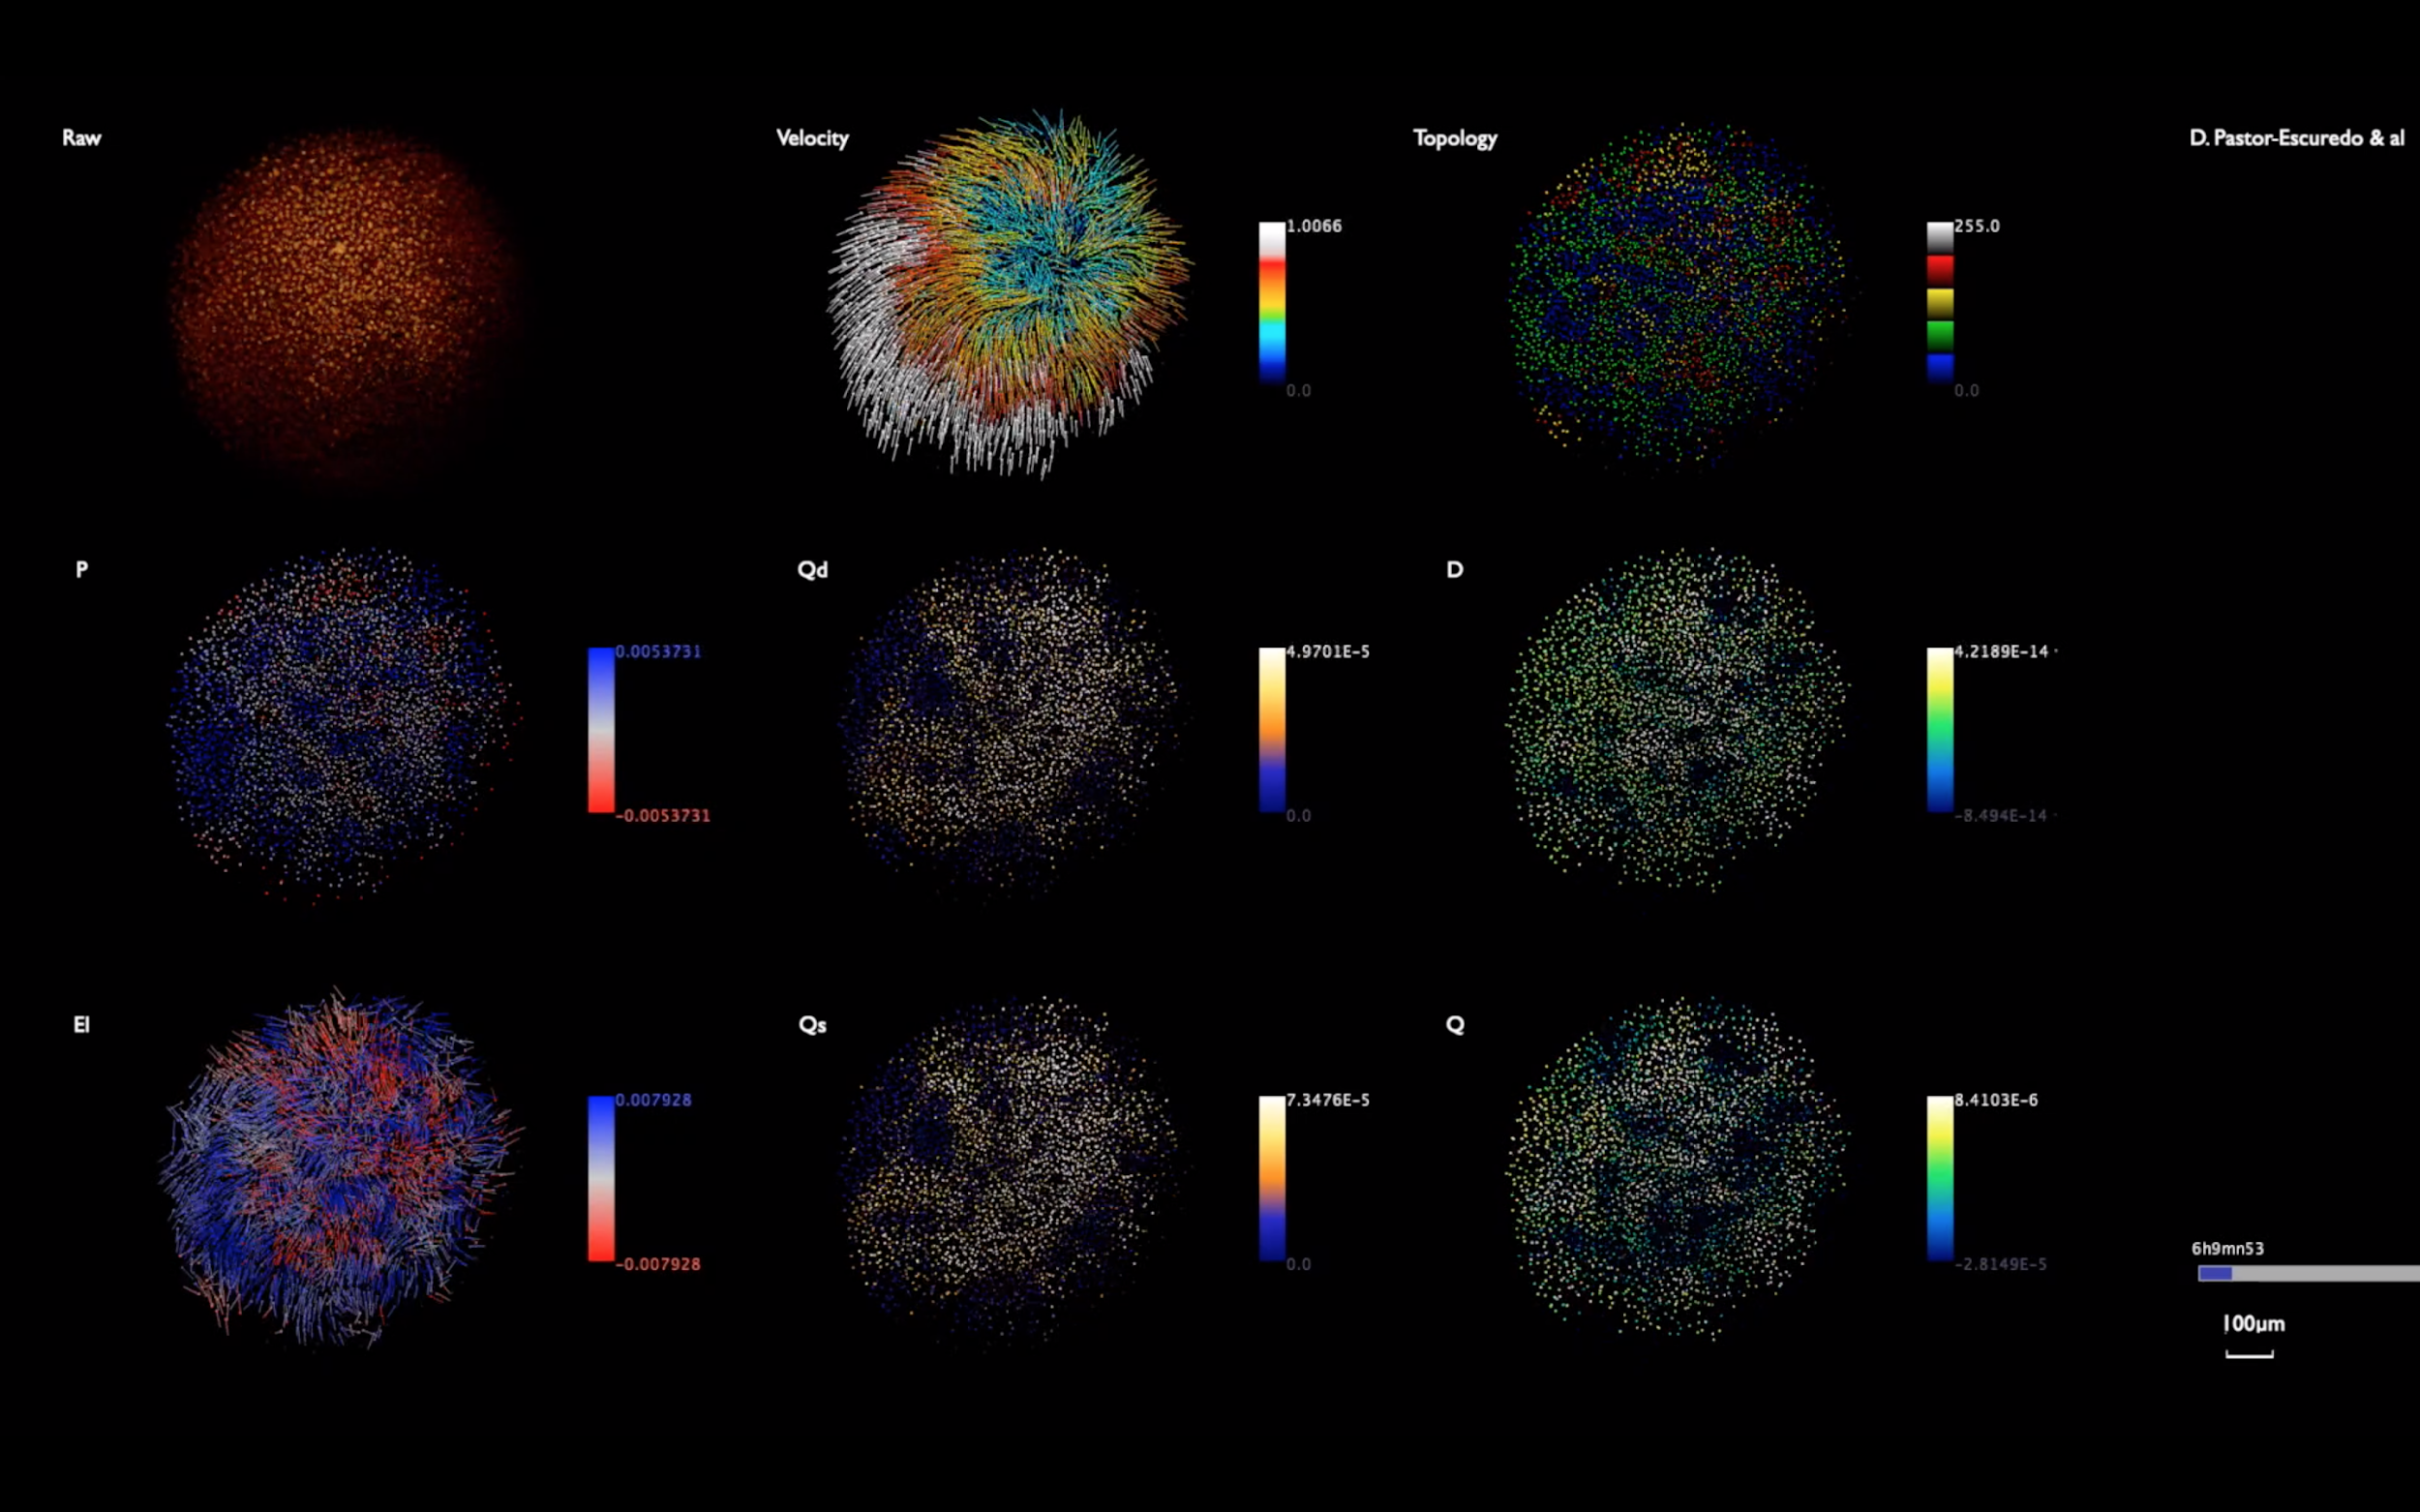 Raw
Velocity
Topology
D. Pastor-Escuredo & al
1.0066
0.0
255.0
0.0
P
Qd
D
0.0053731
-0.0053731
4.9701E-5
0.0
4.2189E-14
-8.494E-14
El
Qs
Q
0.007928
-0.007928
7.3476E-5
0.0
8.4103E-6
-2.8149E-5
6h9mn53
100µm